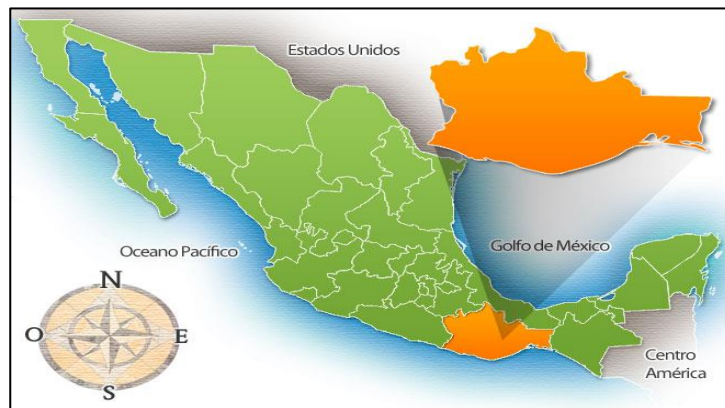 Estados Unidos
Oceano Pacífico
Golfo de México
Centro
América
N
O
E
S